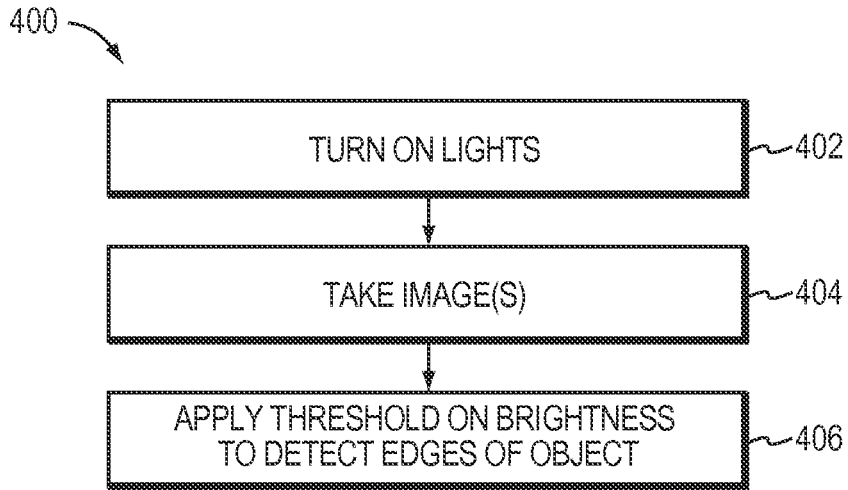 400
TURN ON LIGHTS
402
TAKE IMAGE(S)
404
APPLY THRESHOLD ON BRIGHTNESS
TO DETECT EDGES OF OBJECT
406